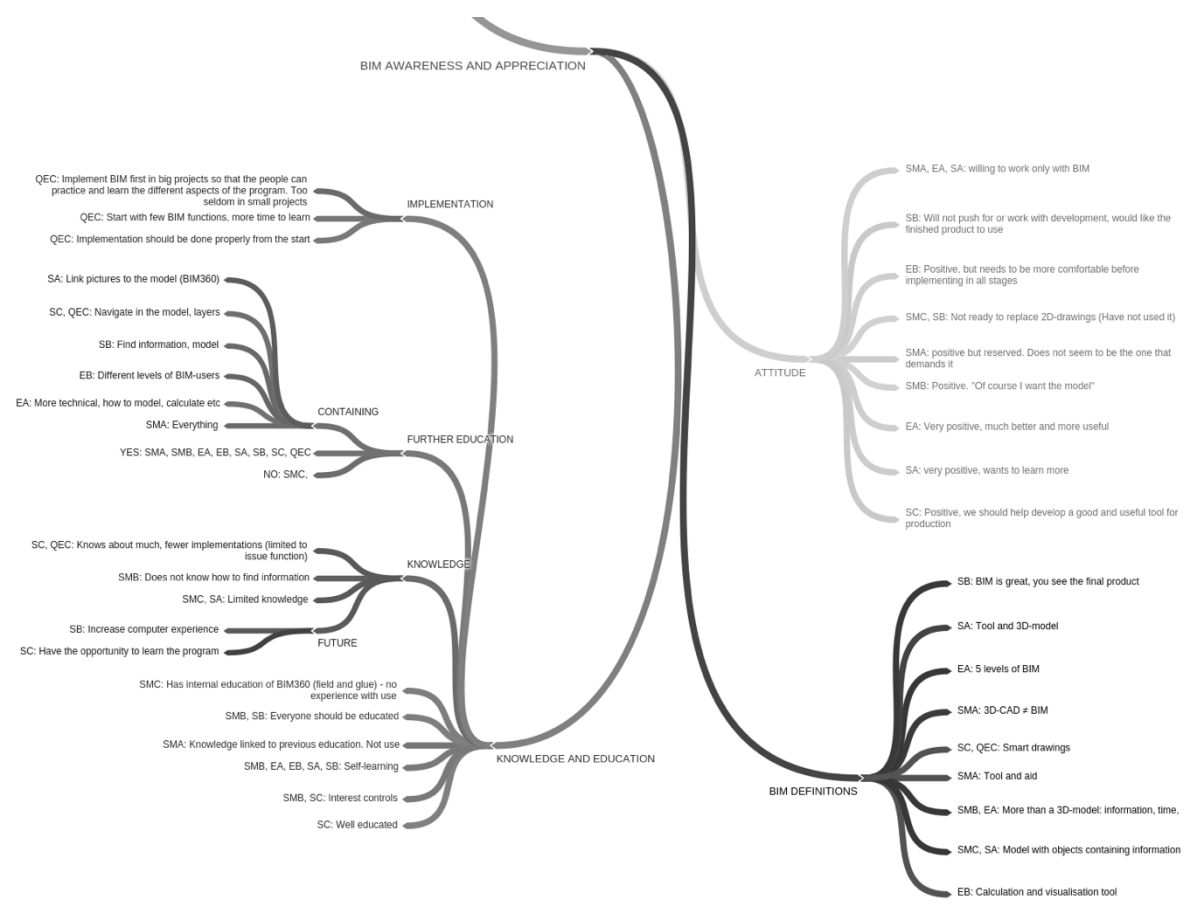 BIM AWARENESS AND APPRECIATION
QEC: Implement BIM first in big projects so that the people can
practice and learn the different aspects of the program. Too
seldom in small projects
QEC: Start with few BIM functions, more time to learn
QEC: Implementation should be done properly from the start
IMPLEMENTATION
SA: Link pictures to the model (BIM360)
SC, QEC: Navigate in the model, layers
SB: Find information, model
EB: Different levels of BIM-users
EA: More technical, how to model, calculate etc
SMA: Everything
CONTAINING
YES: SMA, SMB, EA, EB, SA, SB, SC, QEC
NO: SMC,
FURTHER EDUCATION
SC, QEC: Knows about much, fewer implementations (limited to
issue function)
SMB: Does not know how to find information
SMC, SA: Limited knowledge
SB: Increase computer experience
SC: Have the opportunity to learn the program
FUTURE
KNOWLEDGE
SMC: Has internal education of BIM360 (field and glue) - no
experience with use
SMB, SB: Everyone should be educated
SMA: Knowledge linked to previous education. Not use
SMB, EA, EB, SA, SB: Self-learning
SMB, SC: Interest controls
SC: Well educated
KNOWLEDGE AND EDUCATION
SMA, EA, SA: willing to work only with BIM
SB: Will not push for or work with development, would like the
finished product to use
EB: Positive, but needs to be more comfortable before
implementing in all stages
SMC, SB: Not ready to replace 2D-drawings (Have not used it)
SMA: positive but reserved. Does not seem to be the one that
demands it
SMB: Positive. "Of course I want the model"
EA: Very positive, much better and more useful
SA: very positive, wants to learn more
SC: Positive, we should help develop a good and useful tool for
production
ATTITUDE
SB: BIM is great, you see the final product
SA: Tool and 3D-model
EA: 5 levels of BIM
SMA: 3D-CAD ≠ BIM
SC, QEC: Smart drawings
SMA: Tool and aid
SMB, EA: More than a 3D-model: information, time,
SMC, SA: Model with objects containing information
EB: Calculation and visualisation tool
BIM DEFINITIONS